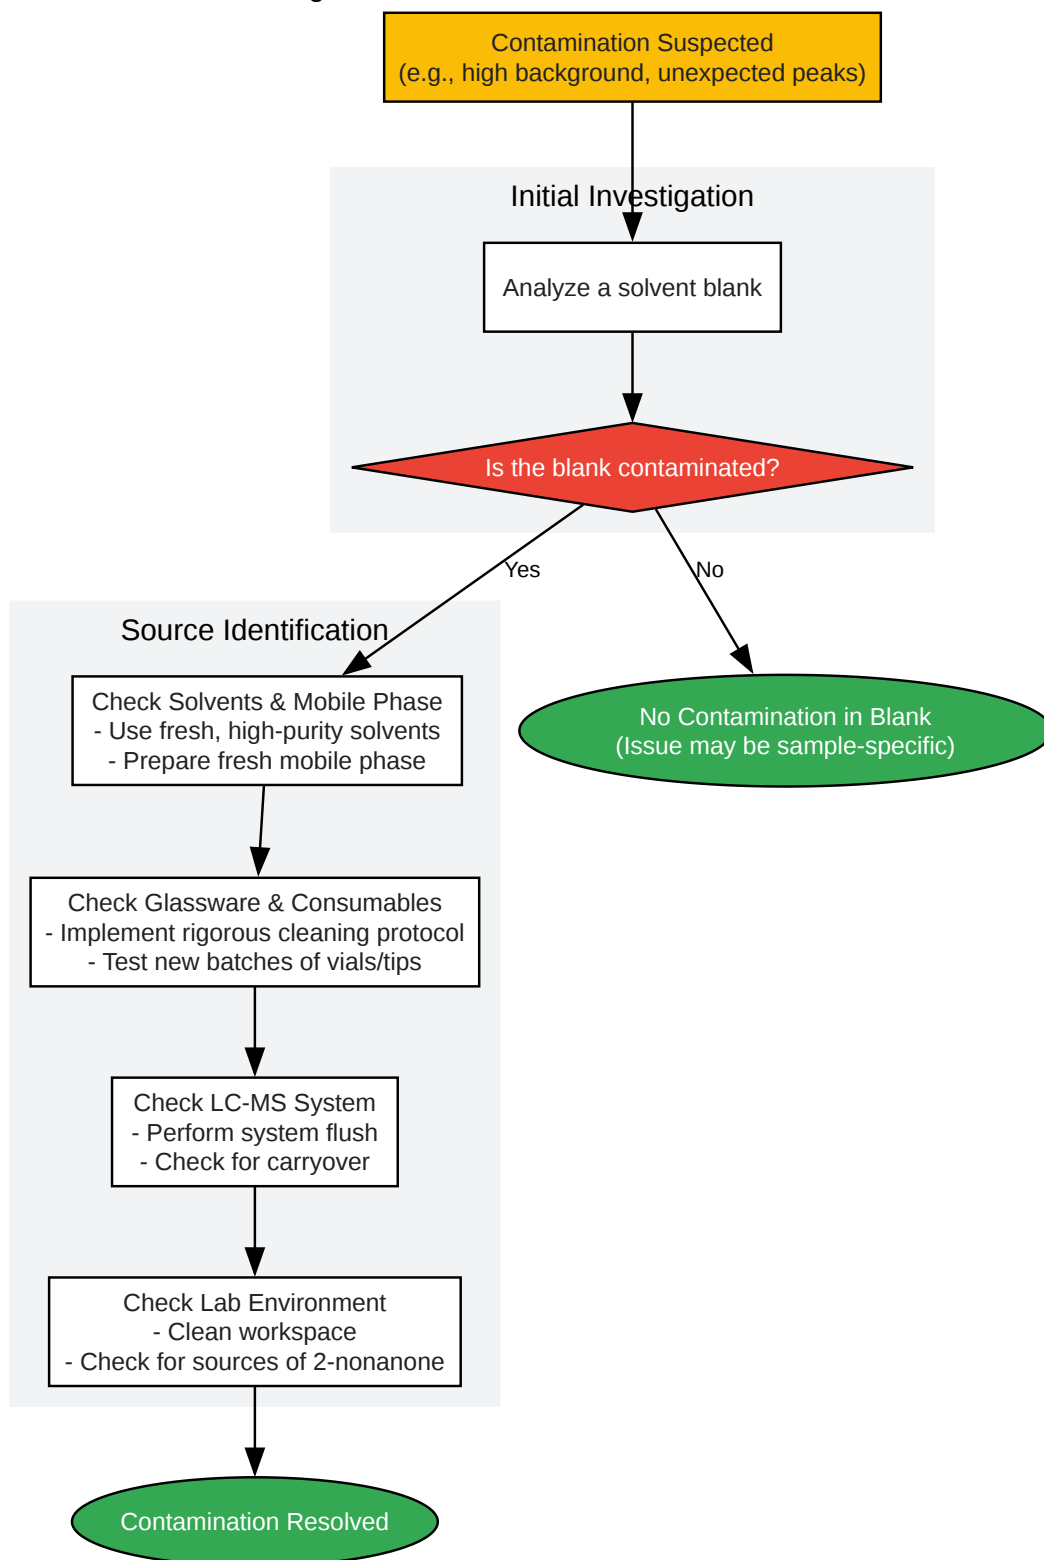 Contamination Suspected
(e.g., high background, unexpected peaks)
Initial Investigation
Analyze a solvent blank
Is the blank contaminated?
Yes
No
Source Identification
Check Solvents & Mobile Phase
- Use fresh, high-purity solvents
- Prepare fresh mobile phase
No Contamination in Blank
(Issue may be sample-specific)
Check Glassware & Consumables
- Implement rigorous cleaning protocol
- Test new batches of vials/tips
Check LC-MS System
- Perform system flush
- Check for carryover
Check Lab Environment
- Clean workspace
- Check for sources of 2-nonanone
Contamination Resolved